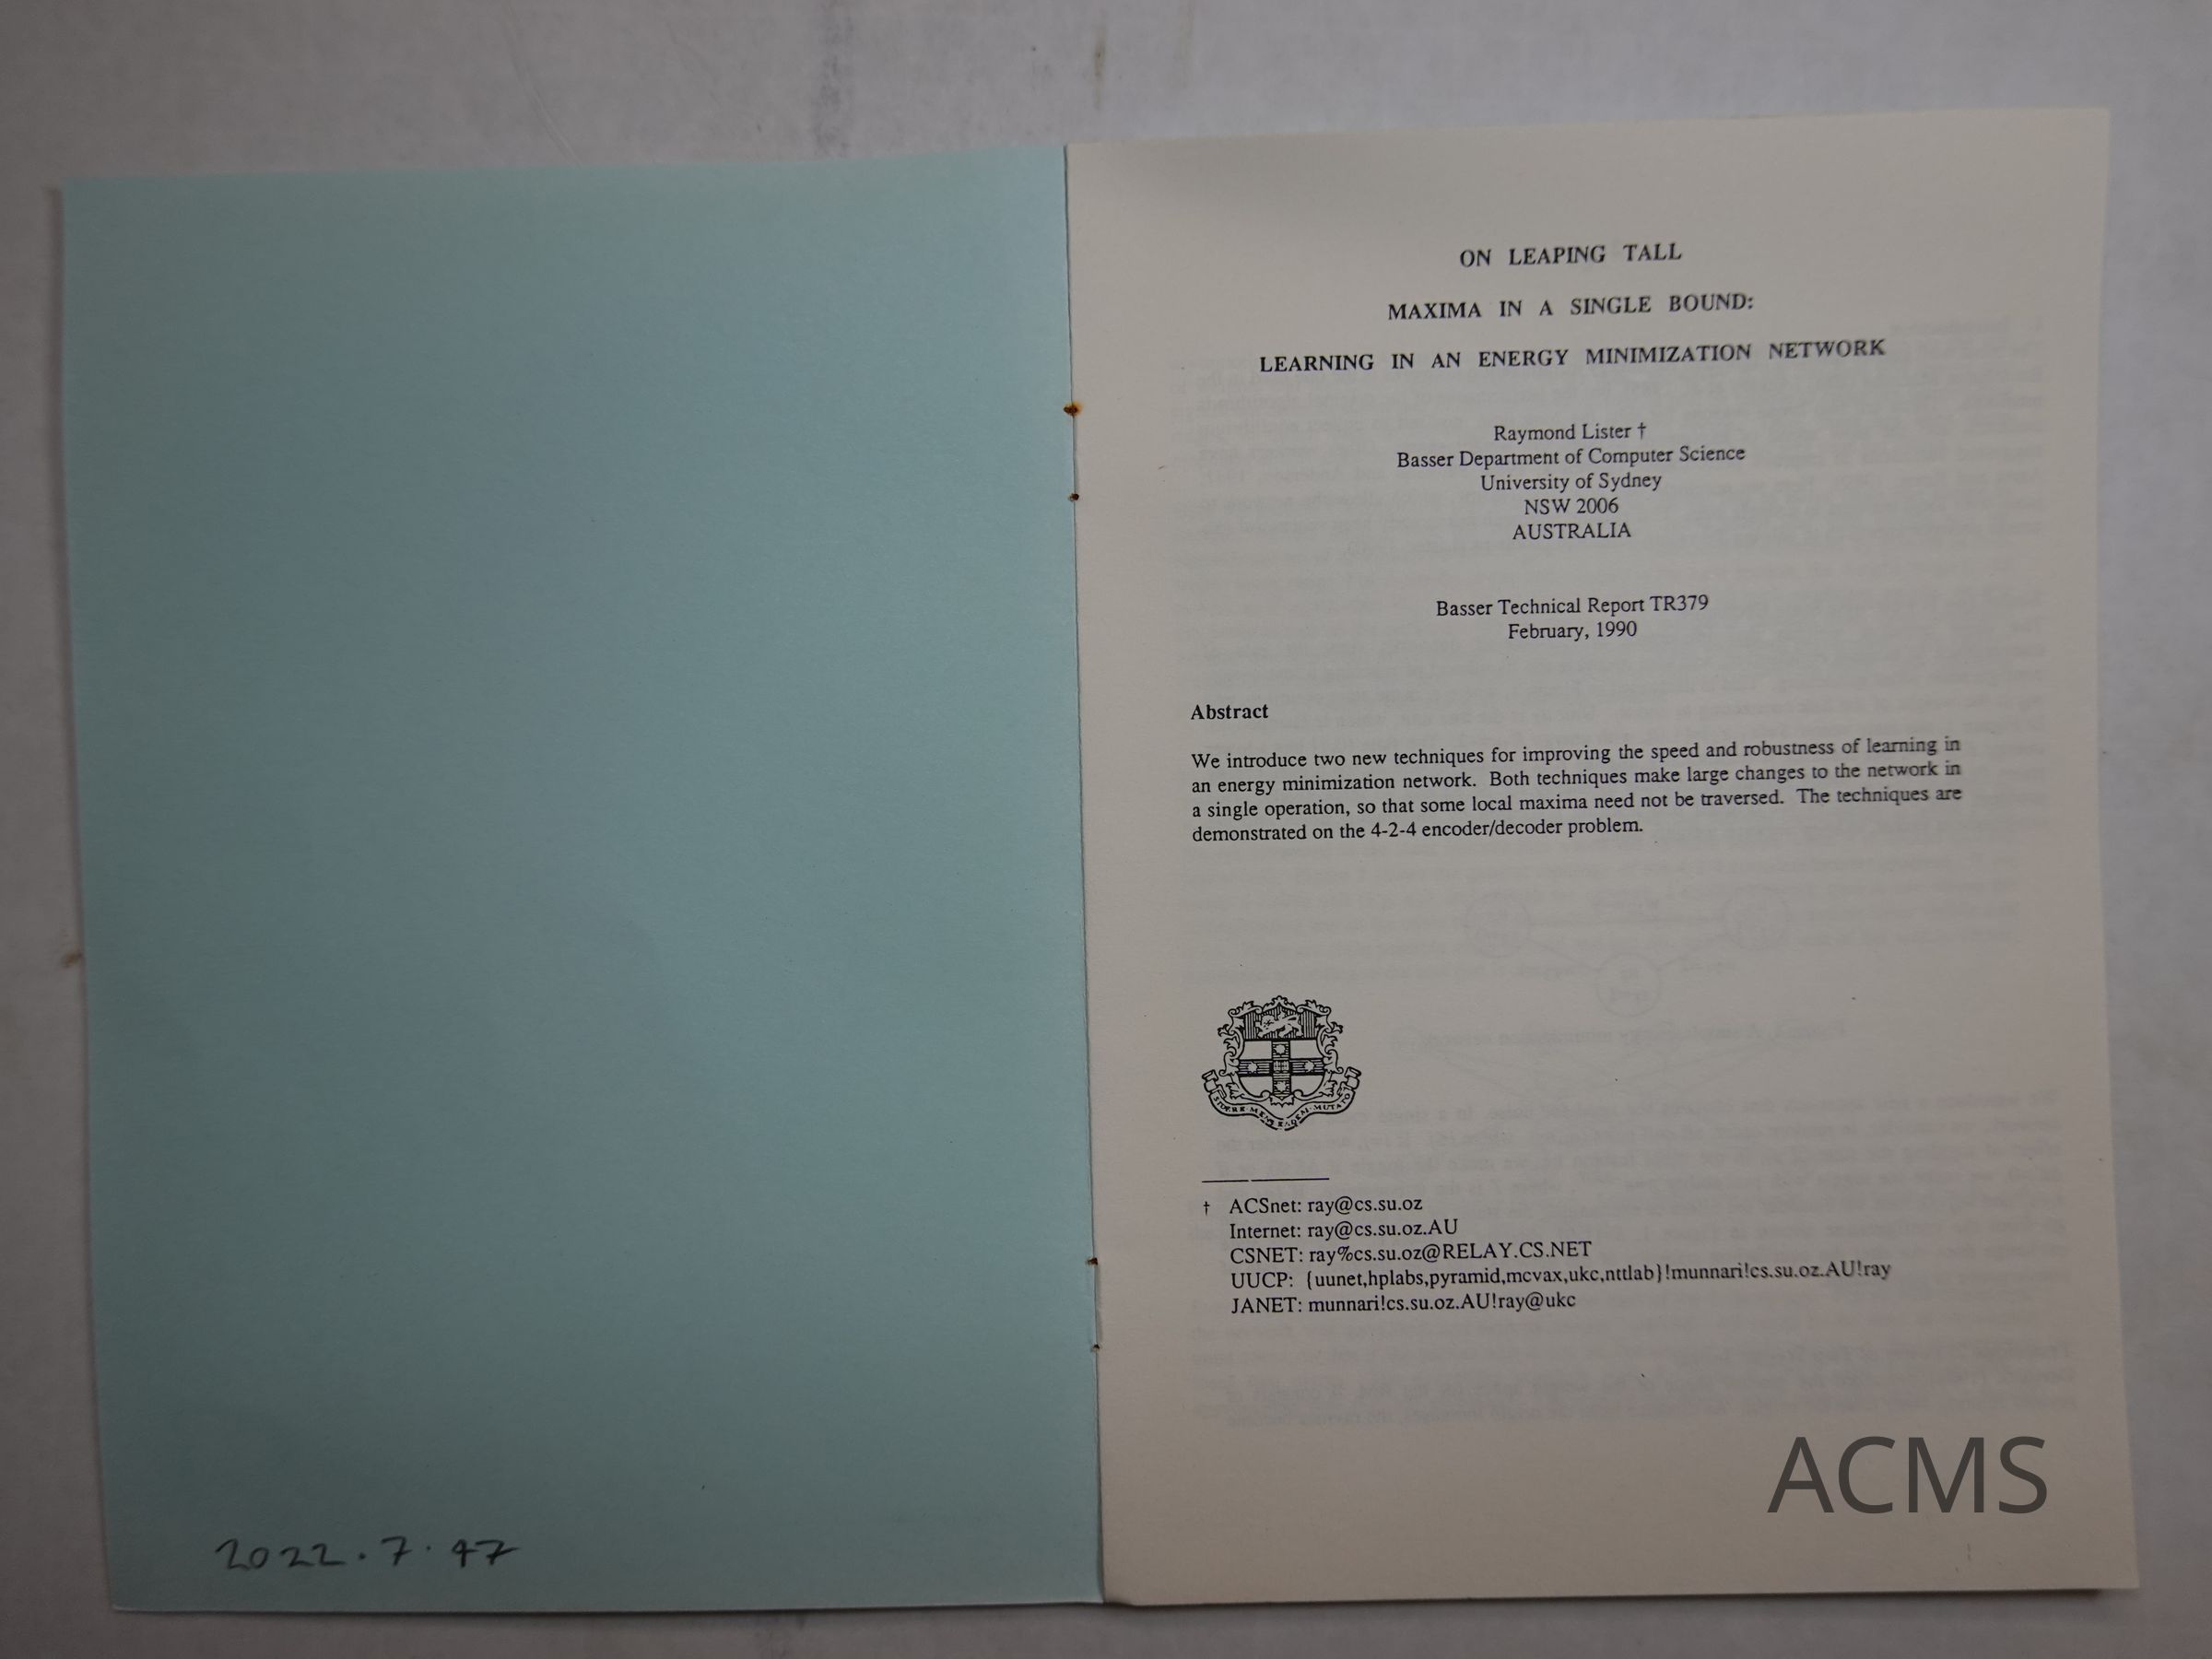 2022.7.47
ON LEAPING TALL
MAXIMA IN A SINGLE BOUND:
LEARNING IN AN ENERGY MINIMIZATION NETWORK
Raymond Lister †
Basser Department of Computer Science
University of Sydney
NSW 2006
AUSTRALIA
Basser Technical Report TR379
February, 1990
Abstract
We introduce two new techniques for improving the speed and robustness of learning in
an energy minimization network. Both techniques make large changes to the network in
a single operation, so that some local maxima need not be traversed. The techniques are
demonstrated on the 4-2-4 encoder/decoder problem.
SIDERE·MENS EADEM·MUTATO
† ACSnet: ray@cs.su.oz
Internet: ray@cs.su.oz.AU
CSNET: ray%cs.su.oz@RELAY.CS.NET
UUCP: {uunet,hplabs,pyramid,mcvax,ukc,nttlab}!munnari!cs.su.oz.AU!ray
JANET: munnari!cs.su.oz.AU!ray@ukc
ACMS